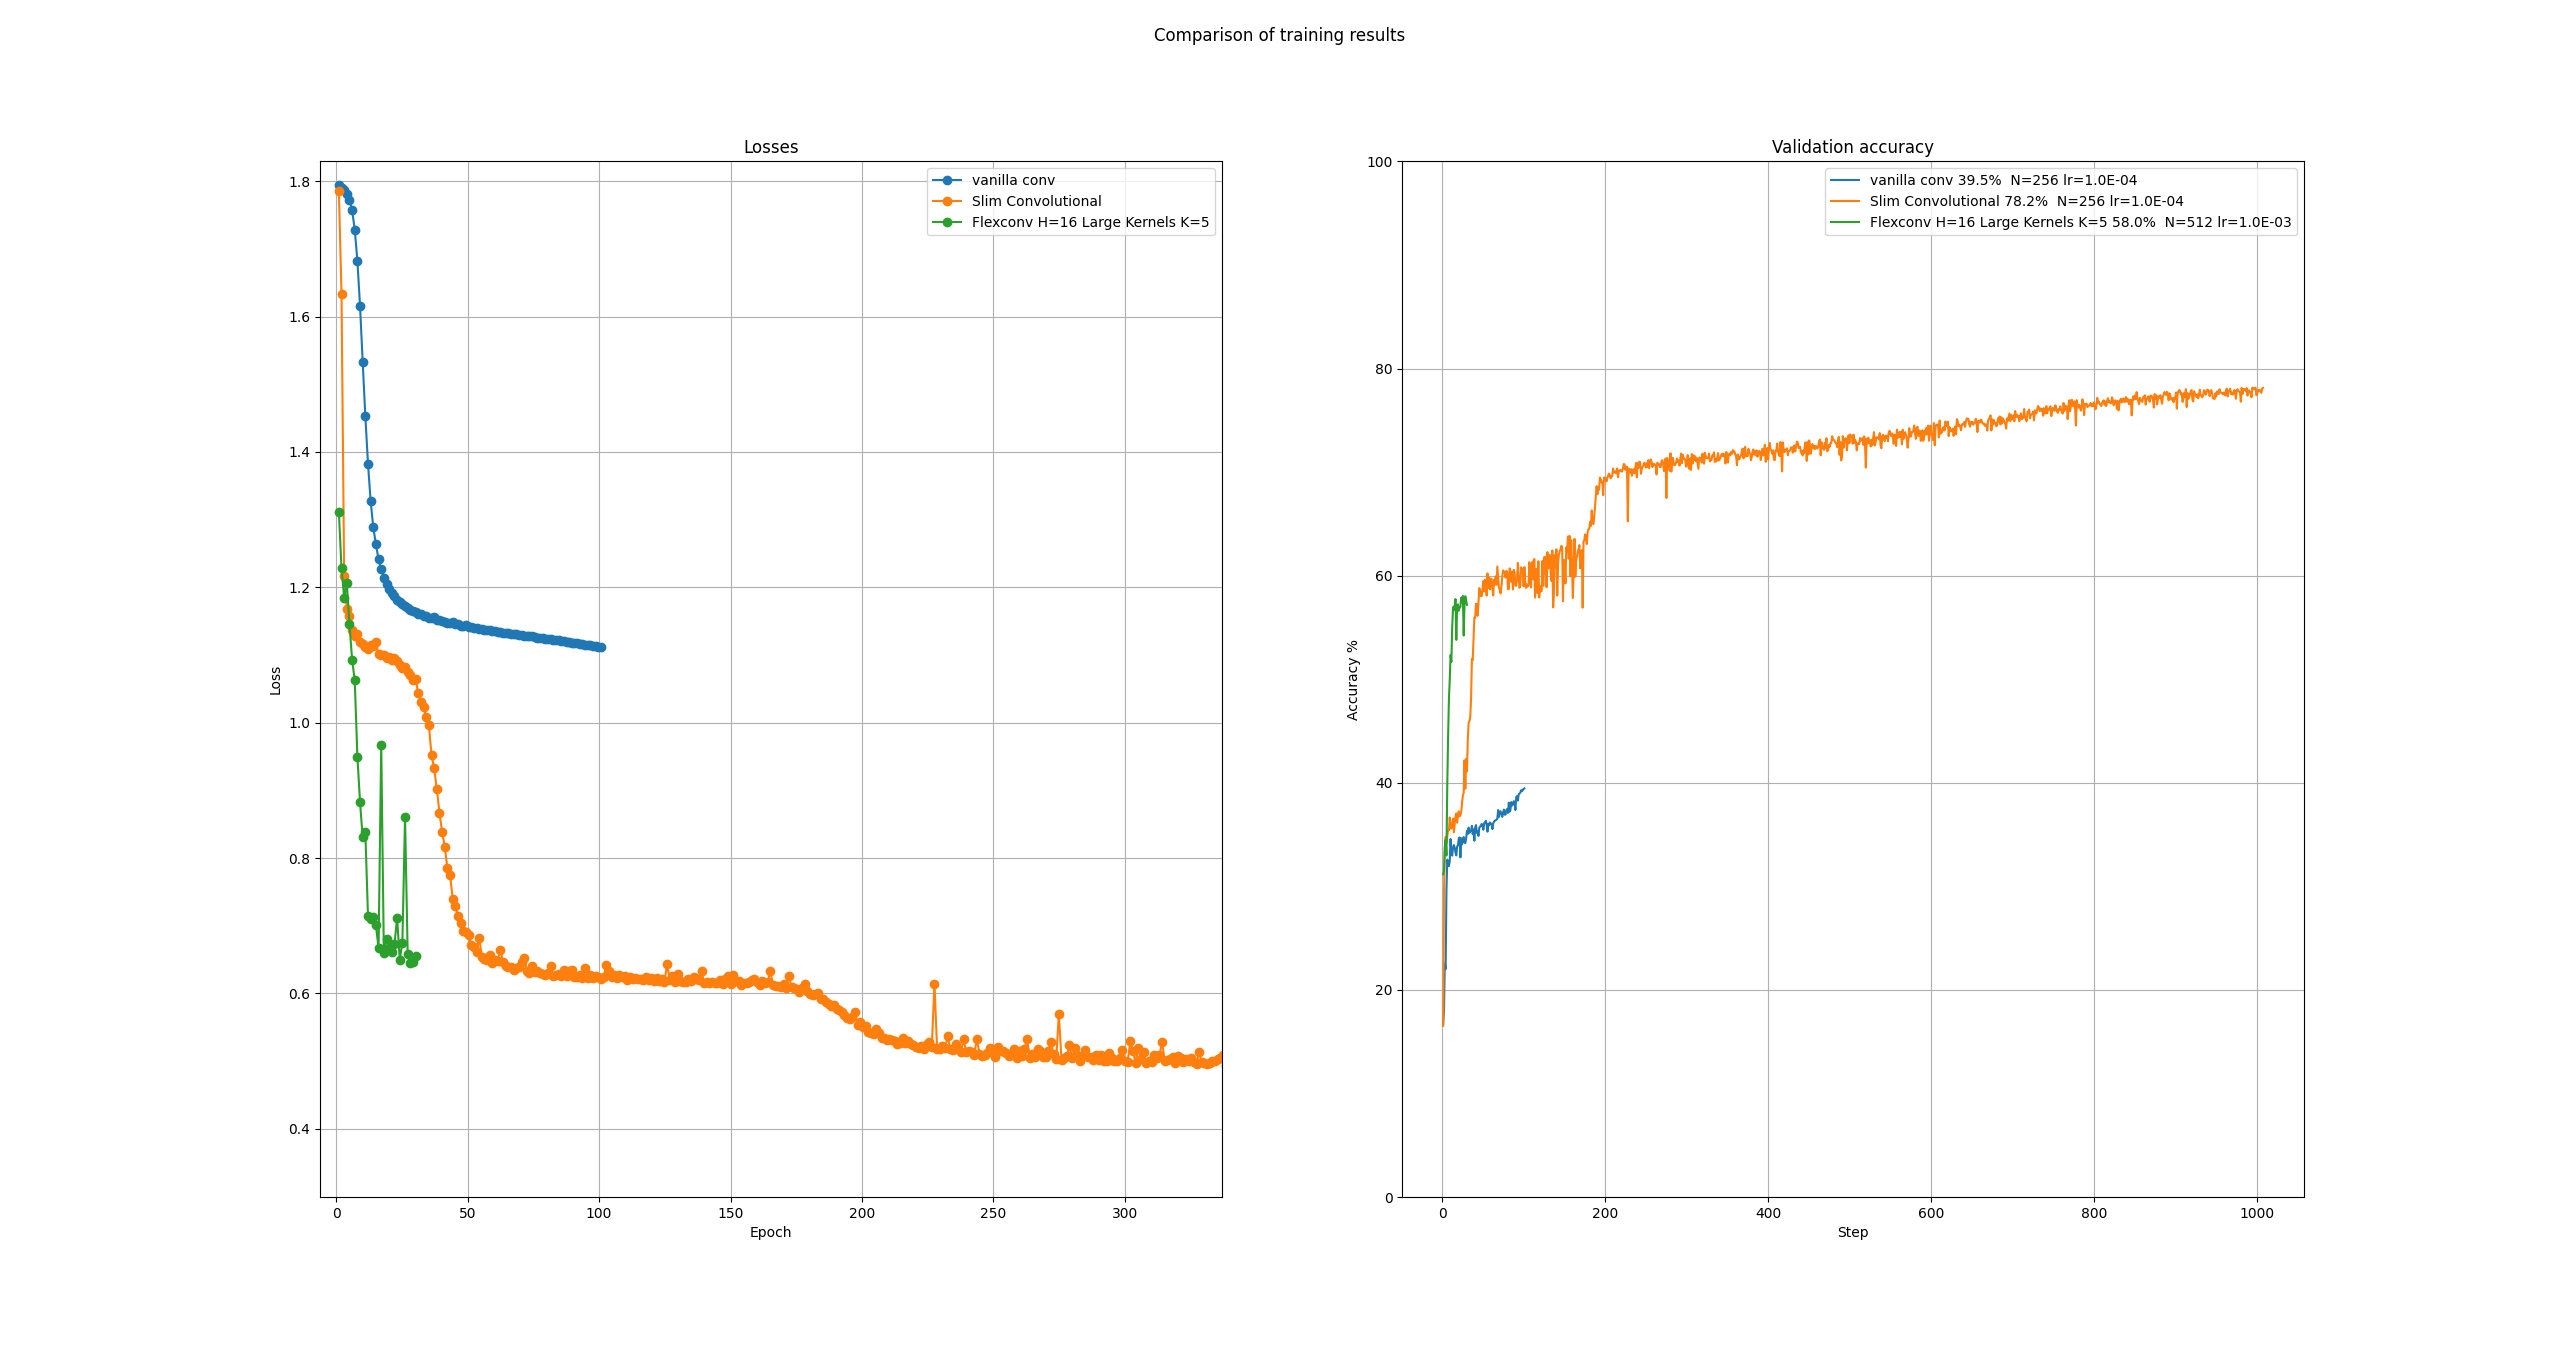 Comparison of training results
Losses
vanilla conv
Slim Convolutional
Flexconv H=16 Large Kernels K=5
1.8
1.6
1.4
1.2
1.0
0.8
0.6
0.4
Loss
0 50 100 150 200 250 300
Epoch
Validation accuracy
vanilla conv 39.5%  N=256 lr=1.0E-04
Slim Convolutional 78.2%  N=256 lr=1.0E-04
Flexconv H=16 Large Kernels K=5 58.0%  N=512 lr=1.0E-03
100
80
60
40
20
0
Accuracy %
0 200 400 600 800 1000
Step